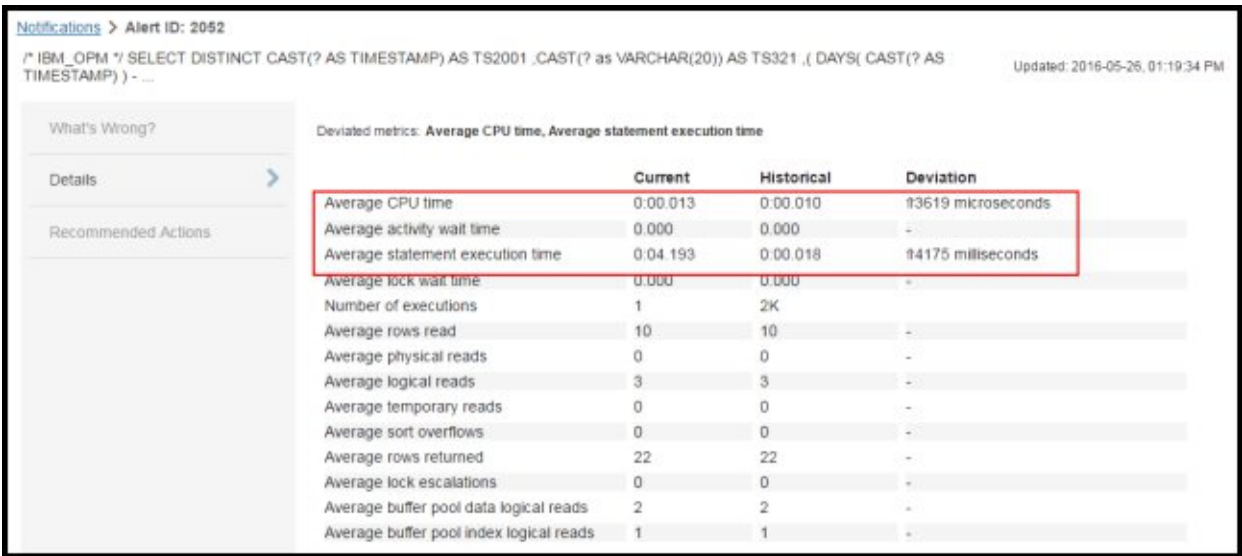 Notifications > Alert ID: 2052
/* IBM_OPM */ SELECT DISTINCT CAST(? AS TIMESTAMP) AS TS2001 ,CAST(? as VARCHAR(20)) AS TS321 ,( DAYS( CAST(? AS
TIMESTAMP) ) - ...
Updated: 2016-05-26, 01:19:34 PM
What's Wrong?
Details
Recommended Actions
Deviated metrics: Average CPU time, Average statement execution time
Current Historical Deviation
Average CPU time 0:00.013 0:00.010 ⇑3619 microseconds
Average activity wait time 0.000 0.000 -
Average statement execution time 0:04.193 0:00.018 ⇑4175 milliseconds
Average lock wait time 0.000 0.000 -
Number of executions 1 2K
Average rows read 10 10 -
Average physical reads 0 0 -
Average logical reads 3 3 -
Average temporary reads 0 0 -
Average sort overflows 0 0 -
Average rows returned 22 22 -
Average lock escalations 0 0 -
Average buffer pool data logical reads 2 2 -
Average buffer pool index logical reads 1 1 -